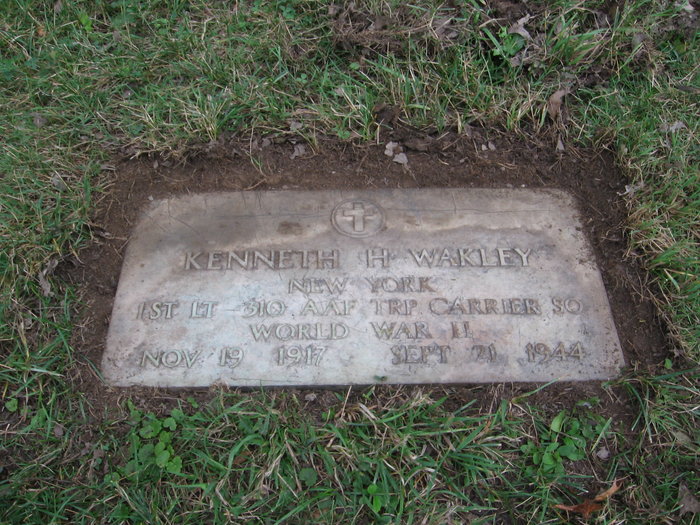 KENNETH H WAKLEY
NEW YORK
1ST LT 310 AAF TRP CARRIER SQ
WORLD WAR II
NOV 19 1917 SEPT 21 1944